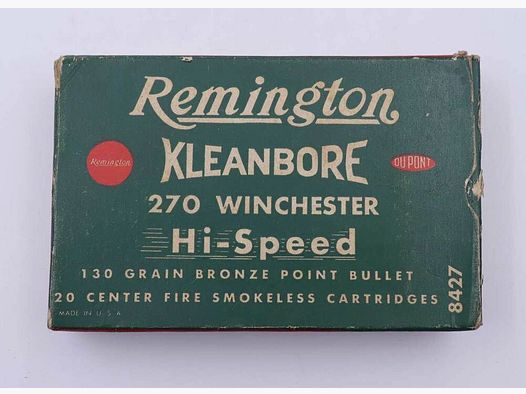 Remington
Remington
KLEANBORE
DU PONT
270 WINCHESTER
Hi-Speed
130 GRAIN BRONZE POINT BULLET
20 CENTER FIRE SMOKELESS CARTRIDGES
8427
MADE IN U.S.A.